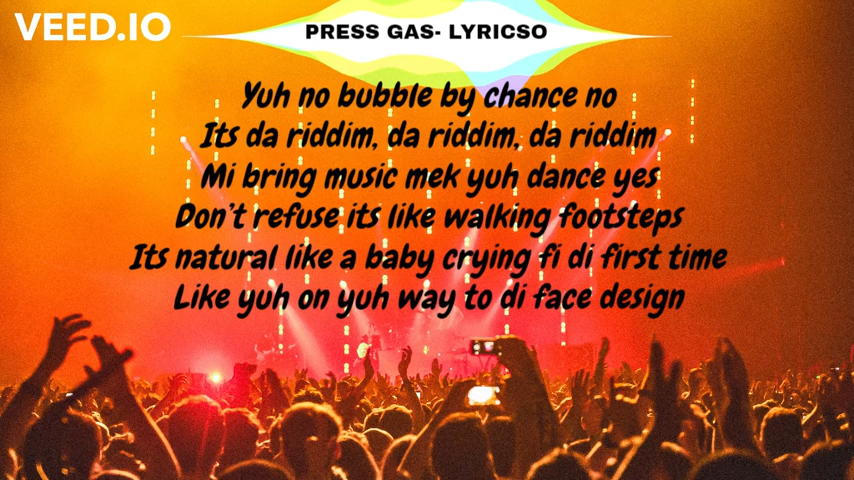 VEED.IO
PRESS GAS- LYRICSO
Yuh no bubble by chance no
Its da riddim, da riddim, da riddim
Mi bring music mek yuh dance yes
Don't refuse its like walking footsteps
Its natural like a baby crying fi di first time
Like yuh on yuh way to di face design